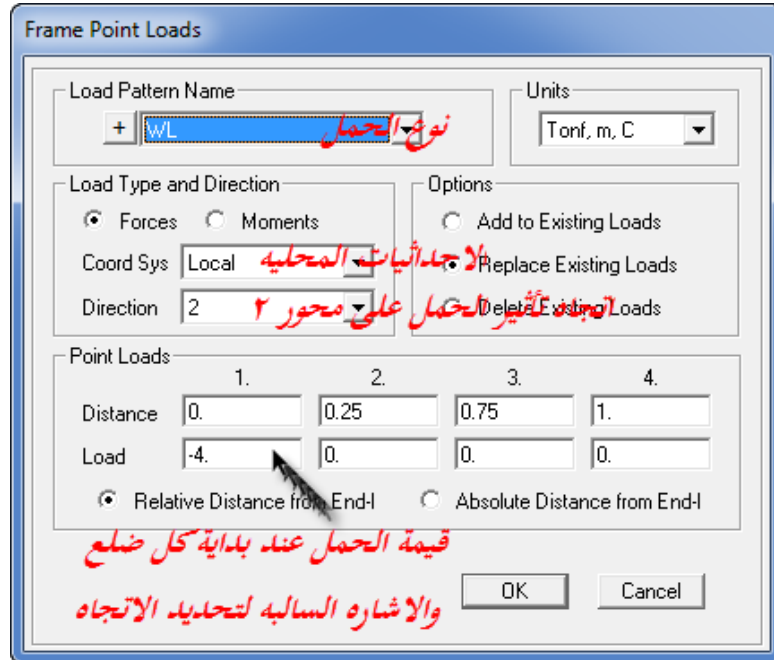 Frame Point Loads
Load Pattern Name
Units
+ WL نوع الحمل
Tonf, m, C
Load Type and Direction
Options
Forces Moments
Add to Existing Loads
Coord Sys Local الاحداثيات المحليه
Replace Existing Loads
Direction 2 اتجاه تأثير الحمل على محور ٢
Delete Existing Loads
Point Loads
1. 2. 3. 4.
Distance 0. 0.25 0.75 1.
Load -4. 0. 0. 0.
Relative Distance from End-I Absolute Distance from End-I
قيمة الحمل عند بداية كل ضلع
والاشاره السالبه لتحديد الاتجاه
OK Cancel